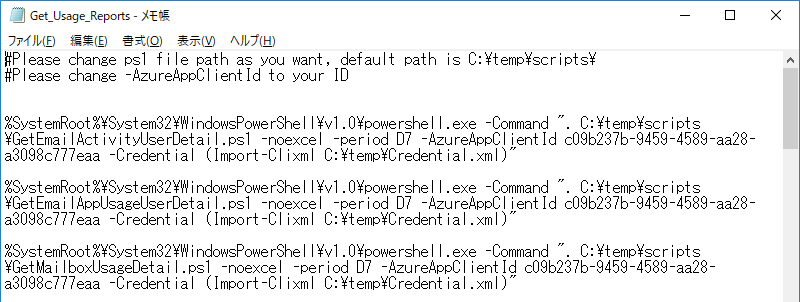 Get_Usage_Reports - メモ帳
ファイル(F) 編集(E) 書式(O) 表示(V) ヘルプ(H)
#Please change ps1 file path as you want, default path is C:¥temp¥scripts¥
#Please change -AzureAppClientId to your ID
%SystemRoot%¥System32¥WindowsPowerShell¥v1.0¥powershell.exe -Command ". C:¥temp¥scripts
¥GetEmailActivityUserDetail.ps1 -noexcel -period D7 -AzureAppClientId c09b237b-9459-4589-aa28-
a3098c777eaa -Credential (Import-Clixml C:¥temp¥Credential.xml)"
%SystemRoot%¥System32¥WindowsPowerShell¥v1.0¥powershell.exe -Command ". C:¥temp¥scripts
¥GetEmailAppUsageUserDetail.ps1 -noexcel -period D7 -AzureAppClientId c09b237b-9459-4589-aa28-
a3098c777eaa -Credential (Import-Clixml C:¥temp¥Credential.xml)"
%SystemRoot%¥System32¥WindowsPowerShell¥v1.0¥powershell.exe -Command ". C:¥temp¥scripts
¥GetMailboxUsageDetail.ps1 -noexcel -period D7 -AzureAppClientId c09b237b-9459-4589-aa28-
a3098c777eaa -Credential (Import-Clixml C:¥temp¥Credential.xml)"